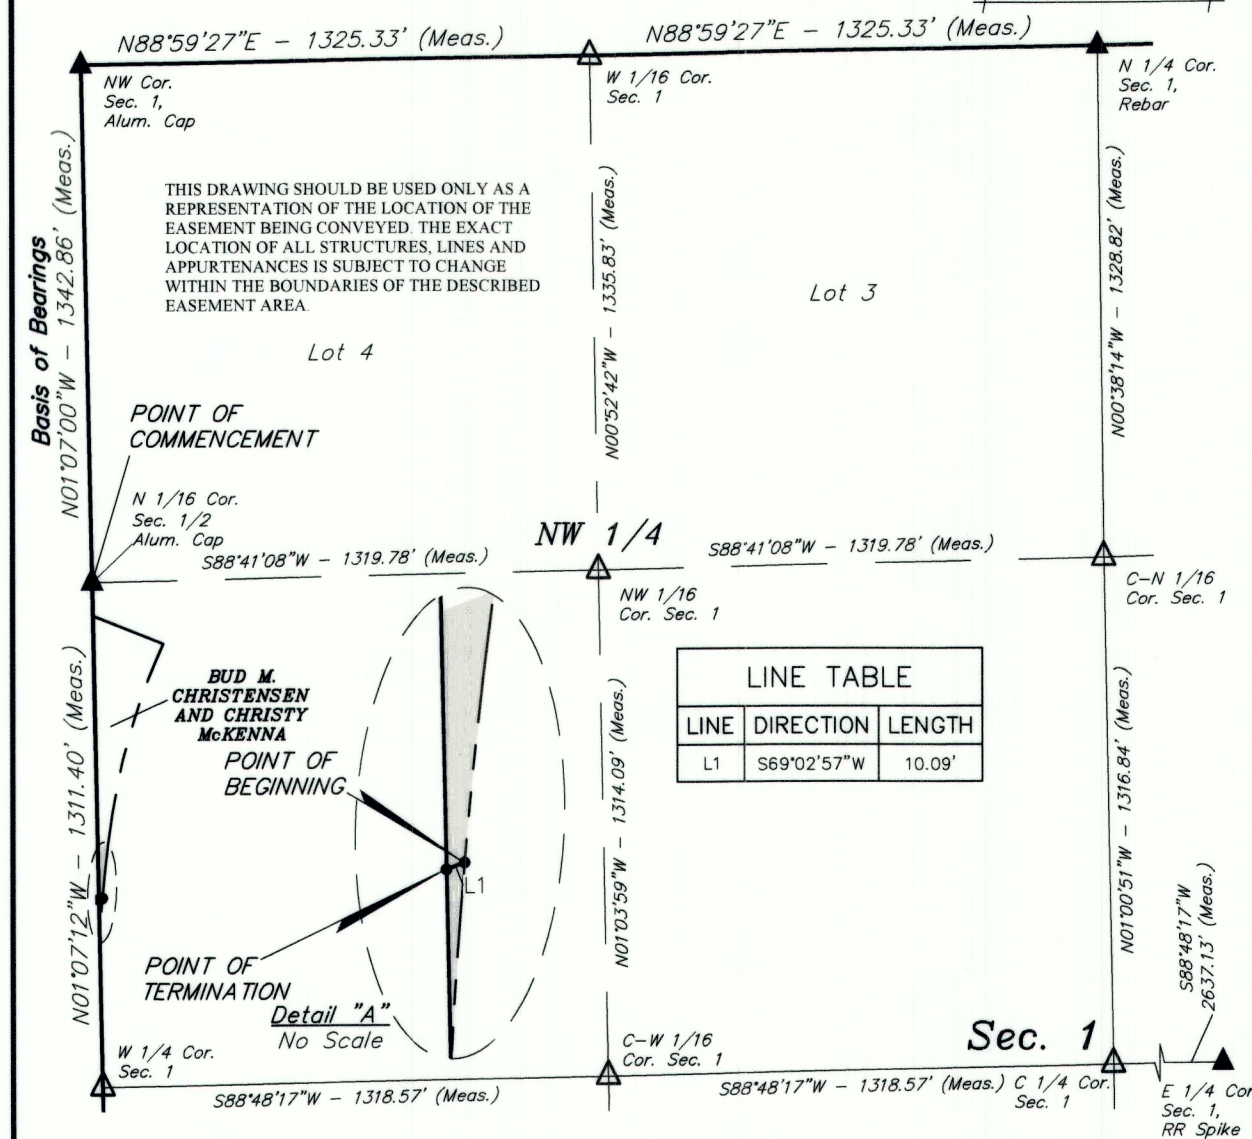 N88°59'27"E - 1325.33' (Meas.)
N88°59'27"E - 1325.33' (Meas.)
NW Cor.
Sec. 1,
Alum. Cap
W 1/16 Cor.
Sec. 1
N 1/4 Cor.
Sec. 1,
Rebar
Basis of Bearings
N01°07'00"W - 1342.86' (Meas.)
THIS DRAWING SHOULD BE USED ONLY AS A
REPRESENTATION OF THE LOCATION OF THE
EASEMENT BEING CONVEYED. THE EXACT
LOCATION OF ALL STRUCTURES, LINES AND
APPURTENANCES IS SUBJECT TO CHANGE
WITHIN THE BOUNDARIES OF THE DESCRIBED
EASEMENT AREA.
N00°52'42"W - 1335.83' (Meas.)
N00°38'14"W - 1328.82' (Meas.)
Lot 4
Lot 3
POINT OF
COMMENCEMENT
N 1/16 Cor.
Sec. 1/2
Alum. Cap
NW 1/4
S88°41'08"W - 1319.78' (Meas.)
S88°41'08"W - 1319.78' (Meas.)
NW 1/16
Cor. Sec. 1
C-N 1/16
Cor. Sec. 1
N01°07'12"W - 1311.40' (Meas.)
BUD M.
CHRISTENSEN
AND CHRISTY
McKENNA
POINT OF
BEGINNING
L1
POINT OF
TERMINATION
Detail "A"
No Scale
N01°03'59"W - 1314.09' (Meas.)
LINE TABLE
LINE DIRECTION LENGTH
L1 S69°02'57"W 10.09'
N01°00'51"W - 1316.84' (Meas.)
S88°48'17"W
2637.13' (Meas.)
W 1/4 Cor.
Sec. 1
C-W 1/16
Cor. Sec. 1
Sec. 1
S88°48'17"W - 1318.57' (Meas.)
S88°48'17"W - 1318.57' (Meas.)
C 1/4 Cor.
Sec. 1
E 1/4 Cor
Sec. 1,
RR Spike